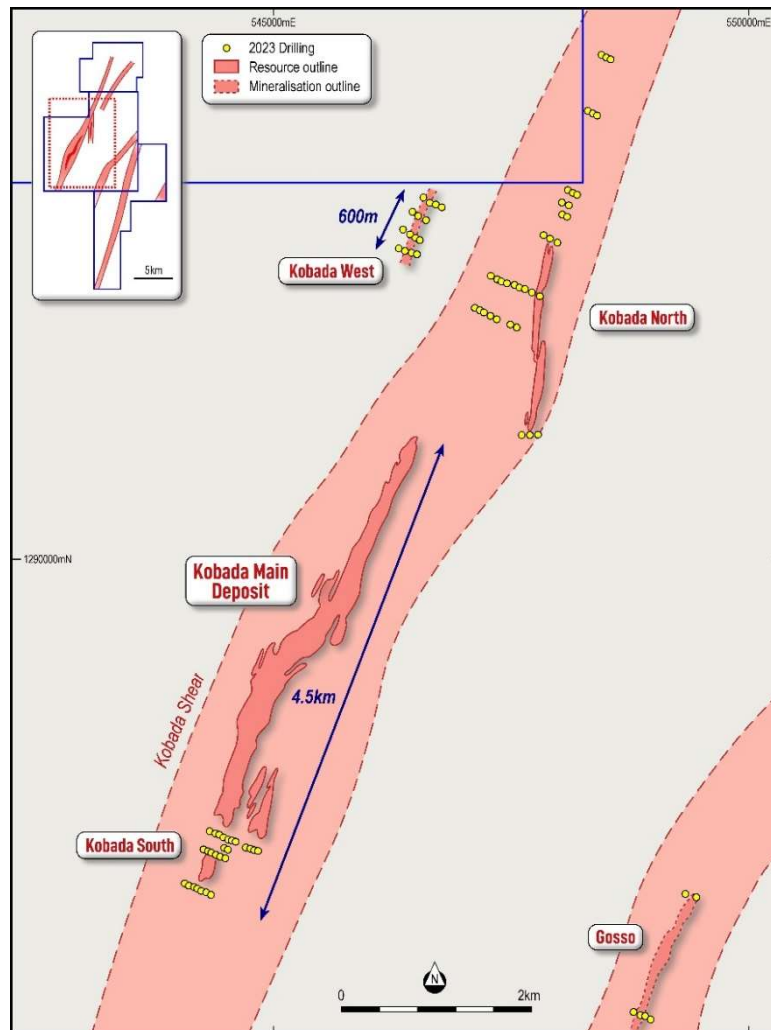 545000mE
550000mE
2023 Drilling
Resource outline
Mineralisation outline
5km
600m
Kobada West
Kobada North
1290000mN
Kobada Main
Deposit
4.5km
Kobada Shear
Kobada South
Gosso
N
0
2km